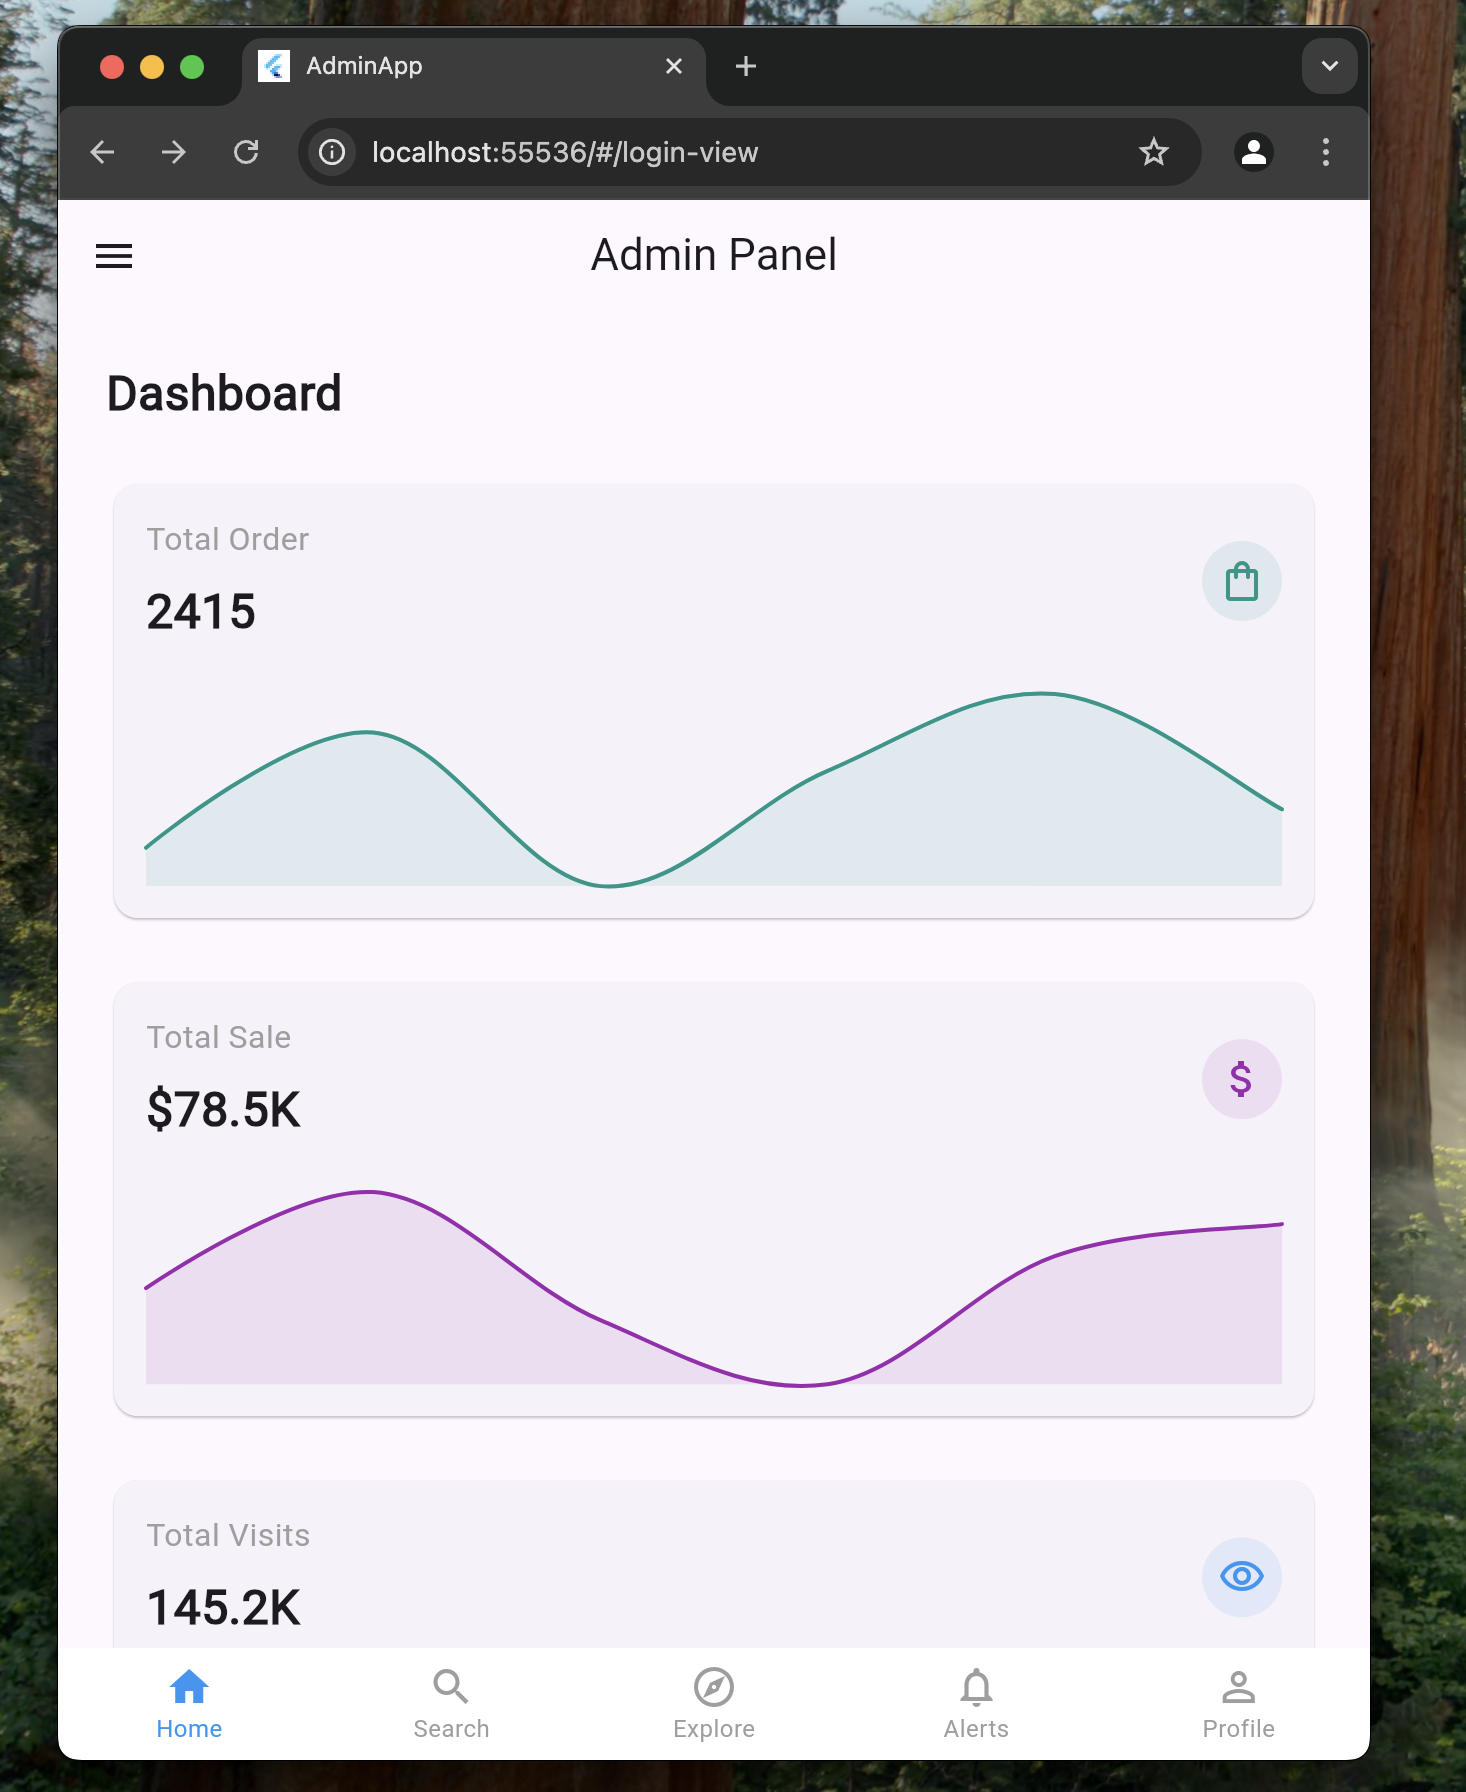 AdminApp
localhost:55536/#/login-view
Admin Panel
Dashboard
Total Order
2415
Total Sale
$
$78.5K
Total Visits
145.2K
Home
Search
Explore
Alerts
Profile